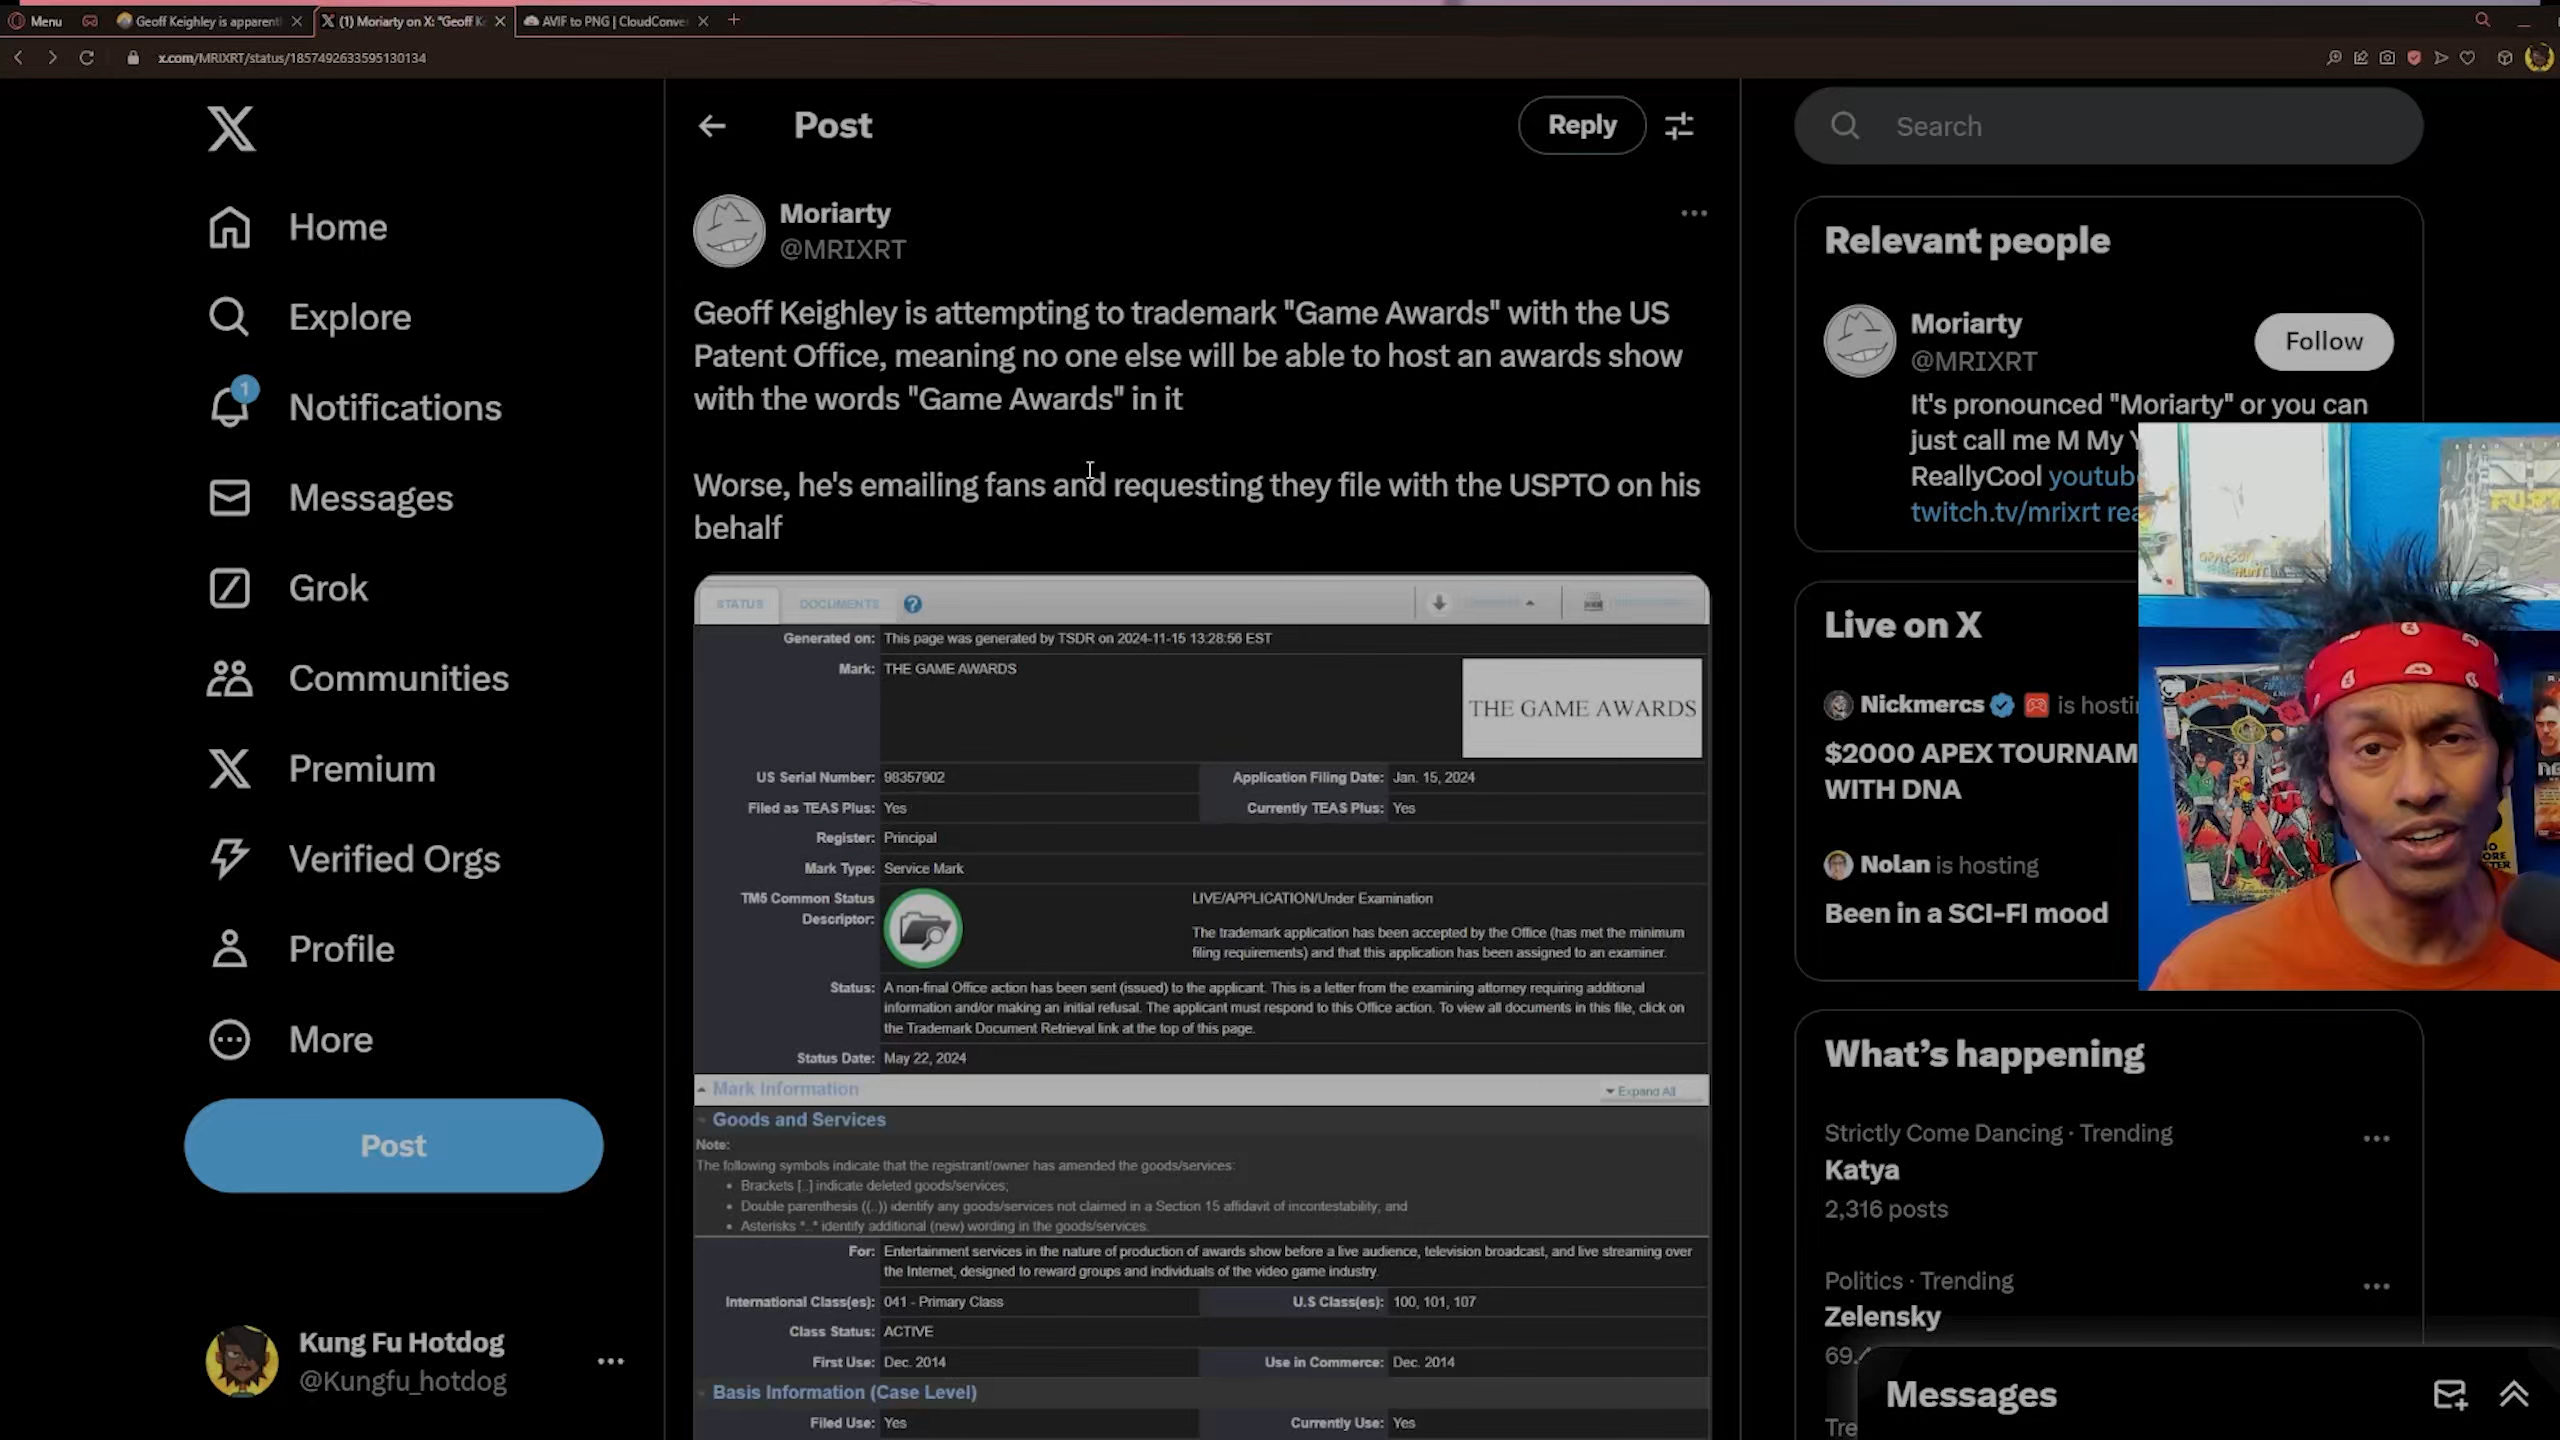 Menu
Geoff Keighley is apparent
(1) Moriarty on X: "Geoff K
AVIF to PNG | CloudConve
x.com/MRIXRT/status/1857492633595130134
Home
Explore
1
Notifications
Messages
Grok
Communities
Premium
Verified Orgs
Profile
More
Post
Kung Fu Hotdog
@Kungfu_hotdog
Post
Reply
Moriarty
@MRIXRT
Geoff Keighley is attempting to trademark "Game Awards" with the US
Patent Office, meaning no one else will be able to host an awards show
with the words "Game Awards" in it
Worse, he's emailing fans and requesting they file with the USPTO on his
behalf
STATUS DOCUMENTS ?
Generated on: This page was generated by TSDR on 2024-11-15 13:28:56 EST
Mark: THE GAME AWARDS
THE GAME AWARDS
US Serial Number: 98357902 Application Filing Date: Jan. 15, 2024
Filed as TEAS Plus: Yes Currently TEAS Plus: Yes
Register: Principal
Mark Type: Service Mark
TM5 Common Status Descriptor:
LIVE/APPLICATION/Under Examination
The trademark application has been accepted by the Office (has met the minimum
filing requirements) and that this application has been assigned to an examiner.
Status: A non-final Office action has been sent (issued) to the applicant. This is a letter from the examining attorney requiring additional
information and/or making an initial refusal. The applicant must respond to this Office action. To view all documents in this file, click on
the Trademark Document Retrieval link at the top of this page.
Status Date: May 22, 2024
Mark Information
Expand All
Goods and Services
Note:
The following symbols indicate that the registrant/owner has amended the goods/services:
Brackets [..] indicate deleted goods/services;
Double parenthesis ((..)) identify any goods/services not claimed in a Section 15 affidavit of incontestability; and
Asterisks *..* identify additional (new) wording in the goods/services.
For: Entertainment services in the nature of production of awards show before a live audience, television broadcast, and live streaming over
the Internet, designed to reward groups and individuals of the video game industry.
International Class(es): 041 - Primary Class U.S Class(es): 100, 101, 107
Class Status: ACTIVE
First Use: Dec. 2014 Use in Commerce: Dec. 2014
Basis Information (Case Level)
Filed Use: Yes Currently Use: Yes
Search
Relevant people
Moriarty
@MRIXRT
Follow
It's pronounced "Moriarty" or you can
just call me M My Y
ReallyCool youtub
twitch.tv/mrixrt rea
Live on X
Nickmercs is hosti
$2000 APEX TOURNAM
WITH DNA
Nolan is hosting
Been in a SCI-FI mood
What's happening
Strictly Come Dancing · Trending
Katya
2,316 posts
Politics · Trending
Zelensky
69.
Messages
Tre